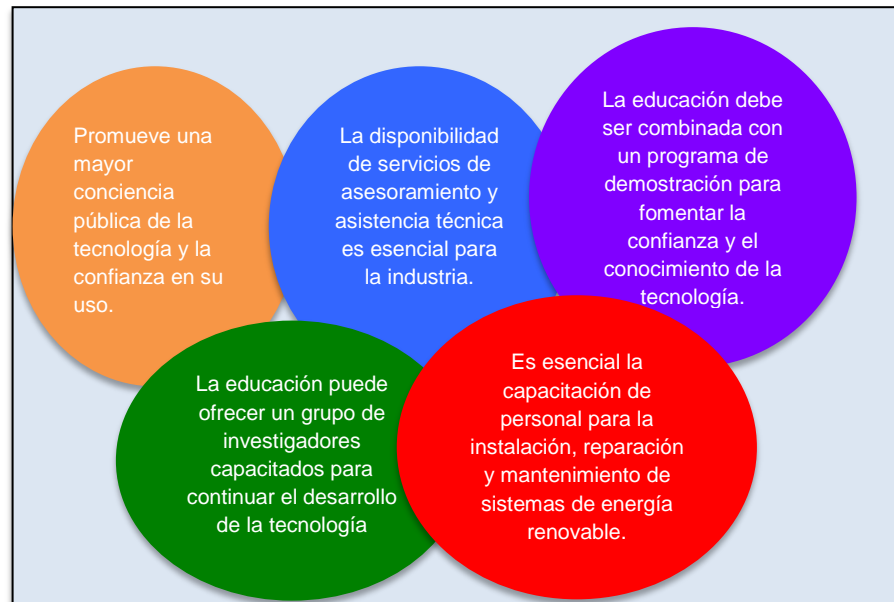 Promueve una
mayor
conciencia
pública de la
tecnología y la
confianza en su
uso.
La disponibilidad
de servicios de
asesoramiento y
asistencia técnica
es esencial para
la industria.
La educación debe
ser combinada con
un programa de
demostración para
fomentar la
confianza y el
conocimiento de la
tecnología.
La educación puede
ofrecer un grupo de
investigadores
capacitados para
continuar el desarrollo
de la tecnología
Es esencial la
capacitación de
personal para la
instalación, reparación
y mantenimiento de
sistemas de energía
renovable.